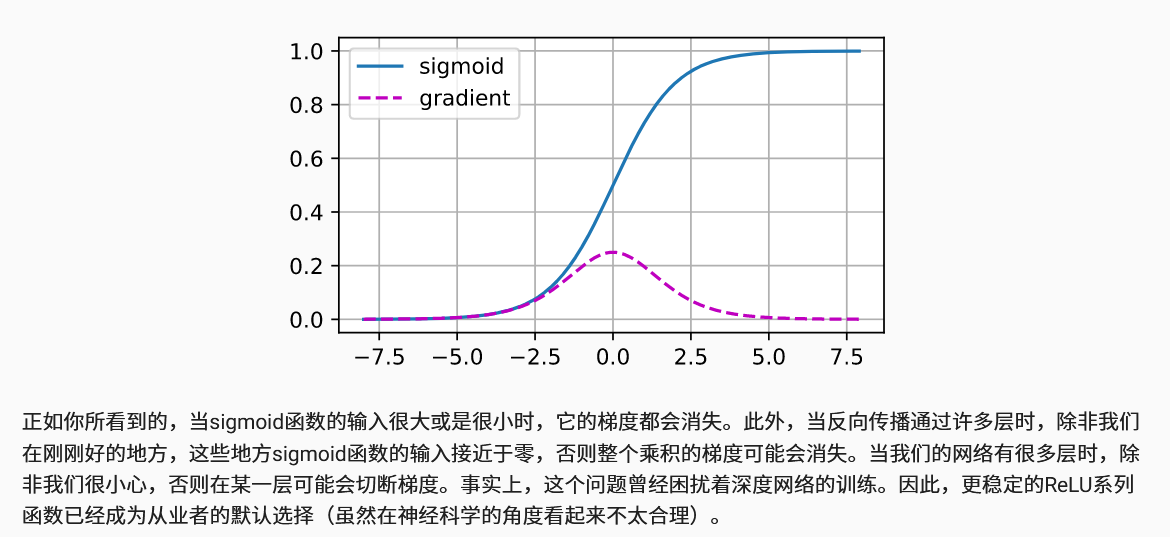 1.0
sigmoid
gradient
0.8
0.6
0.4
0.2
0.0
−7.5 −5.0 −2.5 0.0 2.5 5.0 7.5
正如你所看到的，当sigmoid函数的输入很大或是很小时，它的梯度都会消失。此外，当反向传播通过许多层时，除非我们
在刚刚好的地方，这些地方sigmoid函数的输入接近于零，否则整个乘积的梯度可能会消失。当我们的网络有很多层时，除
非我们很小心，否则在某一层可能会切断梯度。事实上，这个问题曾经困扰着深度网络的训练。因此，更稳定的ReLU系列
函数已经成为从业者的默认选择（虽然在神经科学的角度看起来不太合理）。